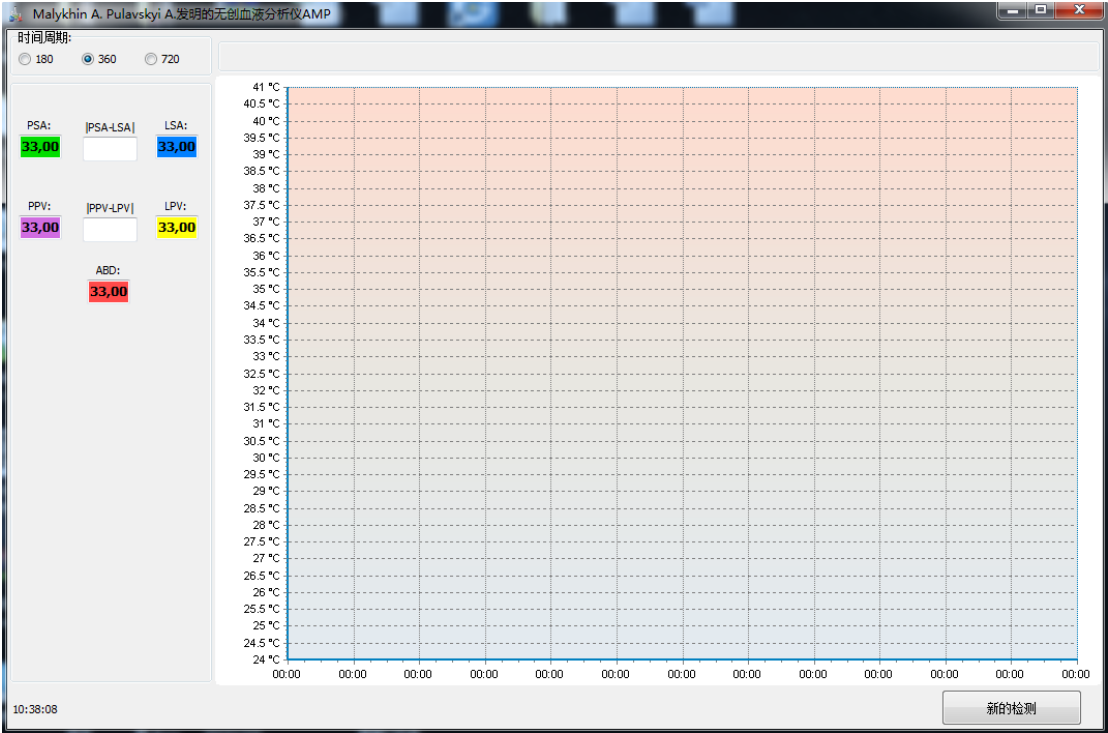 Malykhin A. Pulavskyi A.发明的无创血液分析仪AMP
时间周期:
180 360 720
PSA: |PSA-LSA| LSA:
33,00 33,00
PPV: |PPV-LPV| LPV:
33,00 33,00
ABD:
33,00
41 °C
40.5 °C
40 °C
39.5 °C
39 °C
38.5 °C
38 °C
37.5 °C
37 °C
36.5 °C
36 °C
35.5 °C
35 °C
34.5 °C
34 °C
33.5 °C
33 °C
32.5 °C
32 °C
31.5 °C
31 °C
30.5 °C
30 °C
29.5 °C
29 °C
28.5 °C
28 °C
27.5 °C
27 °C
26.5 °C
26 °C
25.5 °C
25 °C
24.5 °C
24 °C
00:00 00:00 00:00 00:00 00:00 00:00 00:00 00:00 00:00 00:00 00:00 00:00 00:00
10:38:08 新的检测